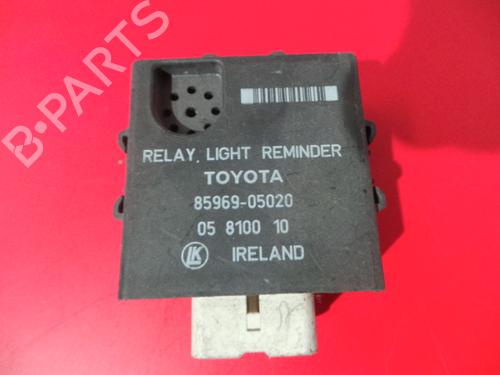 B-PARTS
RELAY, LIGHT REMINDER
TOYOTA
85969-05020
05 8100 10
LK IRELAND